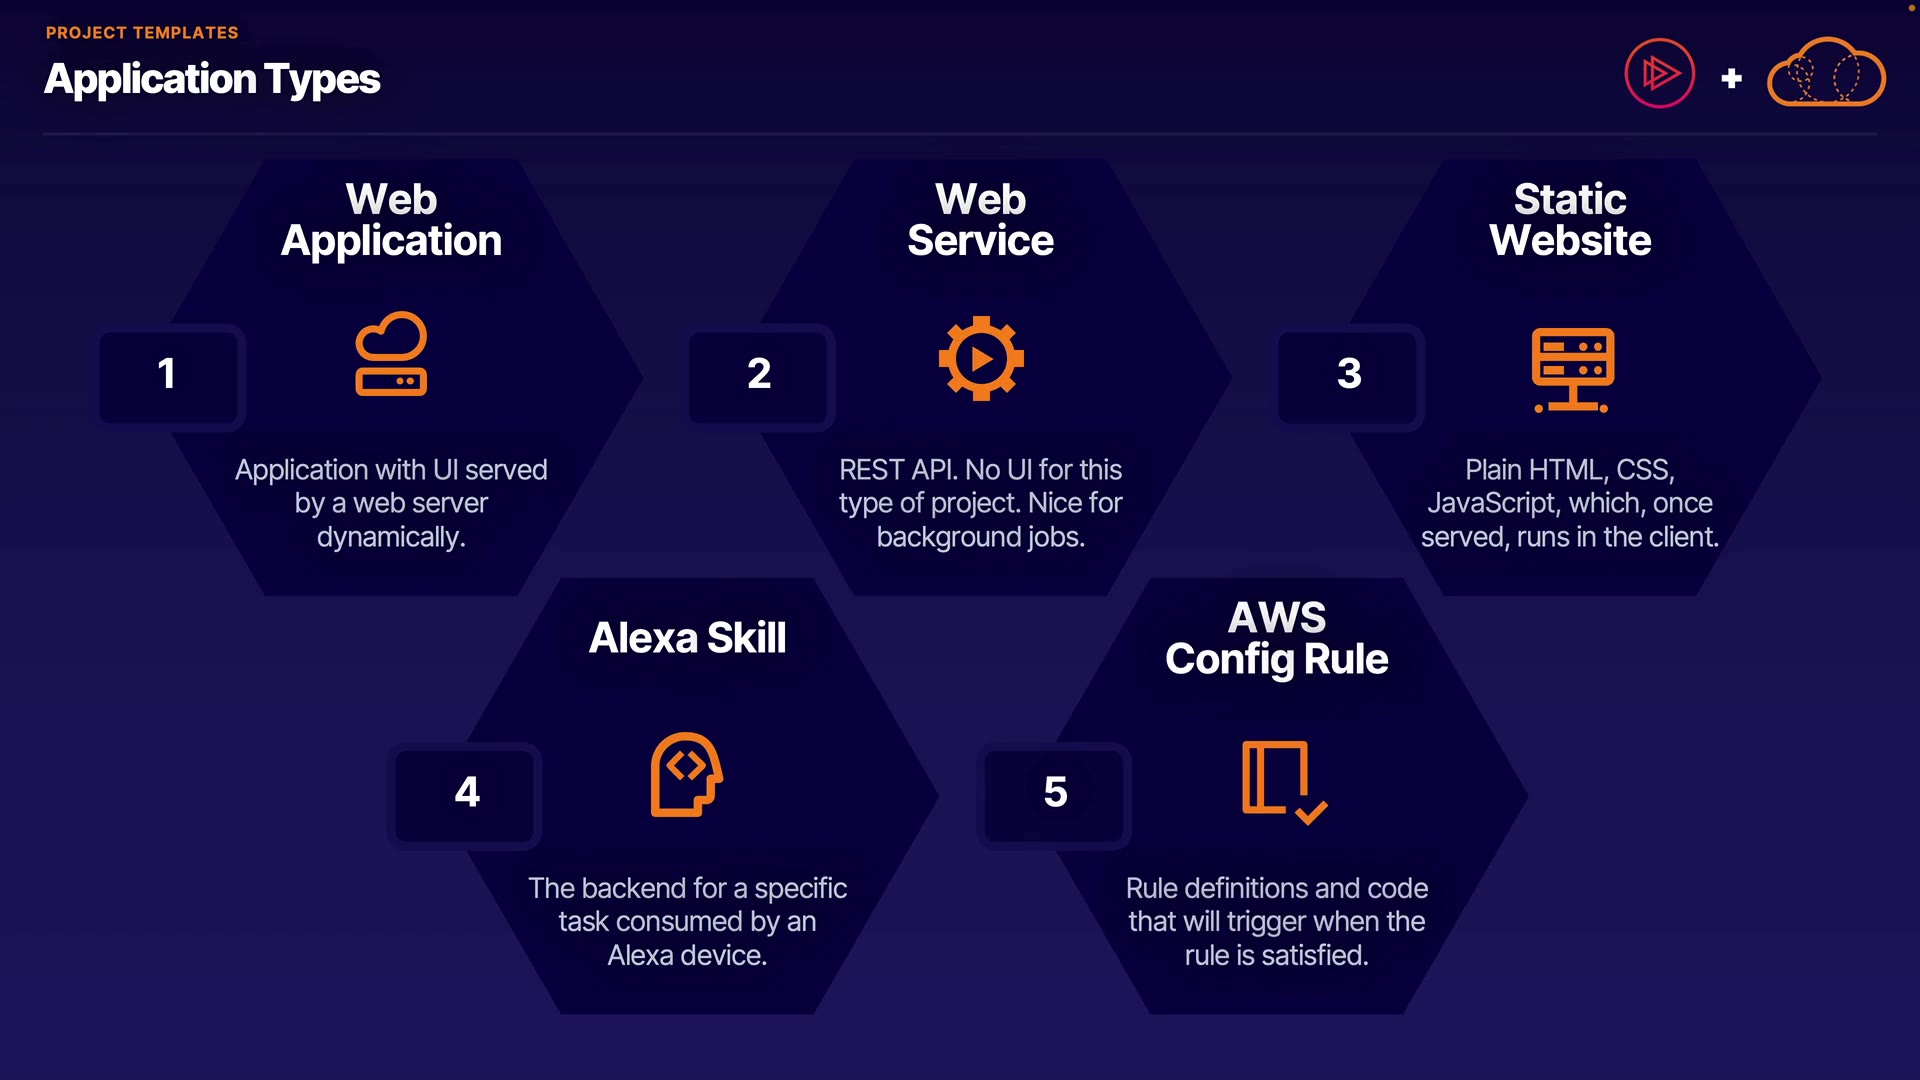 PROJECT TEMPLATES
Application Types
+
Web
Application
1
Application with UI served
by a web server
dynamically.
Web
Service
2
REST API. No UI for this
type of project. Nice for
background jobs.
Static
Website
3
Plain HTML, CSS,
JavaScript, which, once
served, runs in the client.
Alexa Skill
4
The backend for a specific
task consumed by an
Alexa device.
AWS
Config Rule
5
Rule definitions and code
that will trigger when the
rule is satisfied.